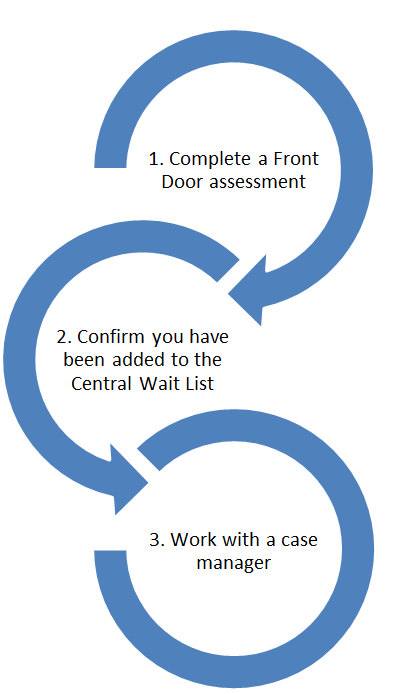 1. Complete a Front
Door assessment
2. Confirm you have
been added to the
Central Wait List
3. Work with a case
manager